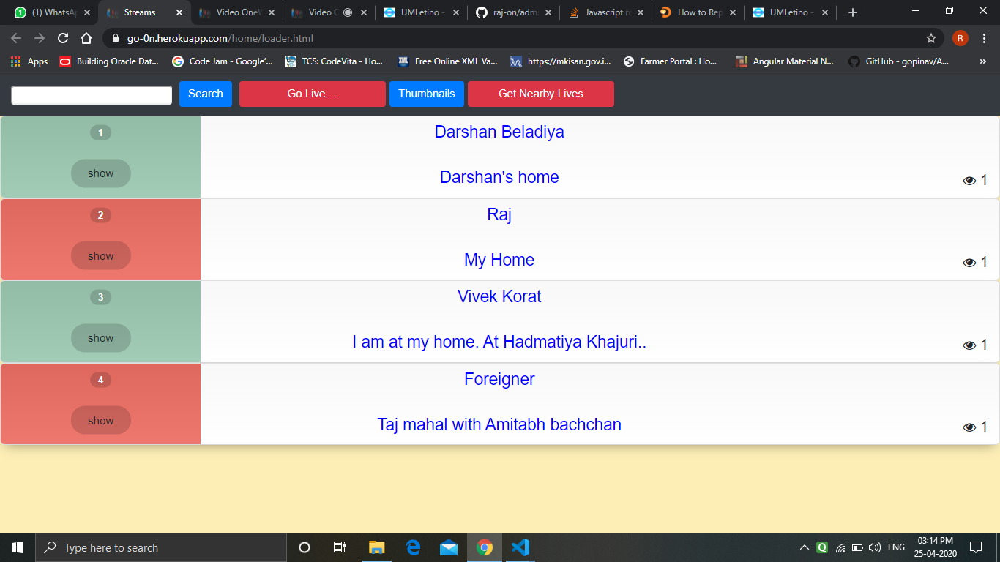 (1) WhatsA
Streams
Video OneW
Video C
UMLetino -
raj-on/adm
Javascript r
How to Rep
UMLetino -
go-0n.herokuapp.com/home/loader.html
R
Apps
Building Oracle Dat...
Code Jam - Google'...
TCS: CodeVita - Ho...
Free Online XML Va...
https://mkisan.gov.i...
Farmer Portal : Ho...
Angular Material N...
GitHub - gopinav/A...
»
Search
Go Live....
Thumbnails
Get Nearby Lives
1
Darshan Beladiya
show
Darshan's home
1
2
Raj
show
My Home
1
3
Vivek Korat
show
I am at my home. At Hadmatiya Khajuri..
1
4
Foreigner
show
Taj mahal with Amitabh bachchan
1
Type here to search
ENG
03:14 PM
25-04-2020